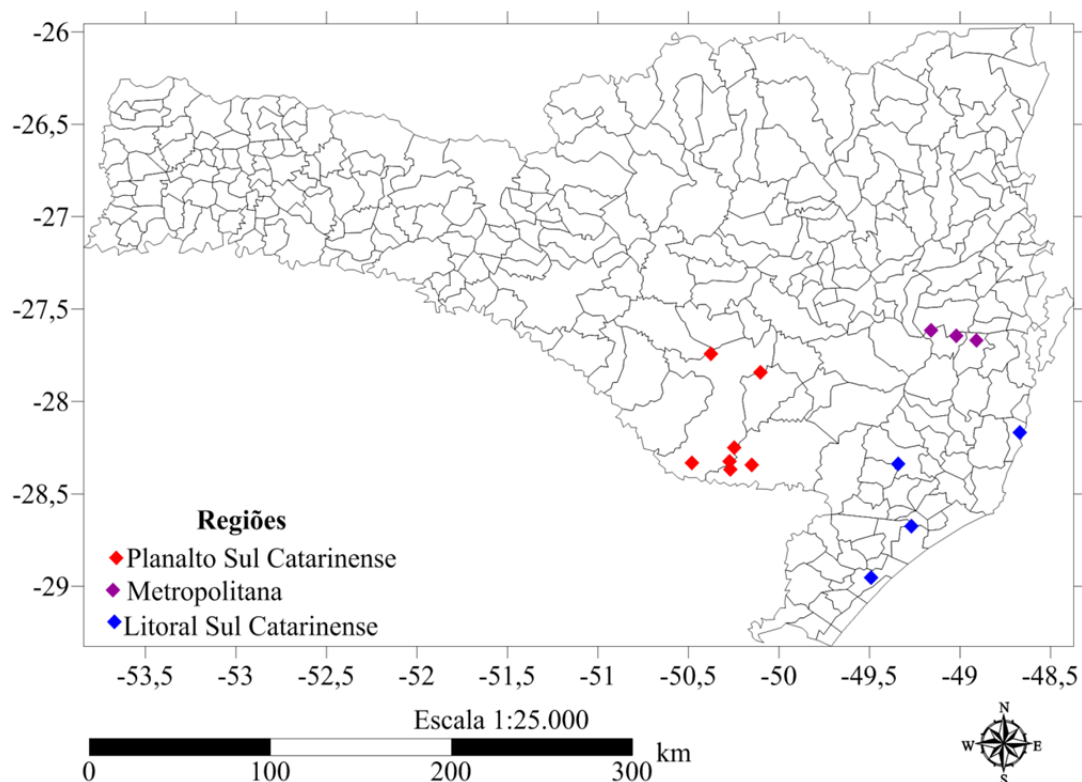 -26
-26,5
-27
-27,5
-28
-28,5
-29
Regiões
Planalto Sul Catarinense
Metropolitana
Litoral Sul Catarinense
-53,5 -53 -52,5 -52 -51,5 -51 -50,5 -50 -49,5 -49 -48,5
Escala 1:25.000
km
0 100 200 300
N
W E
S